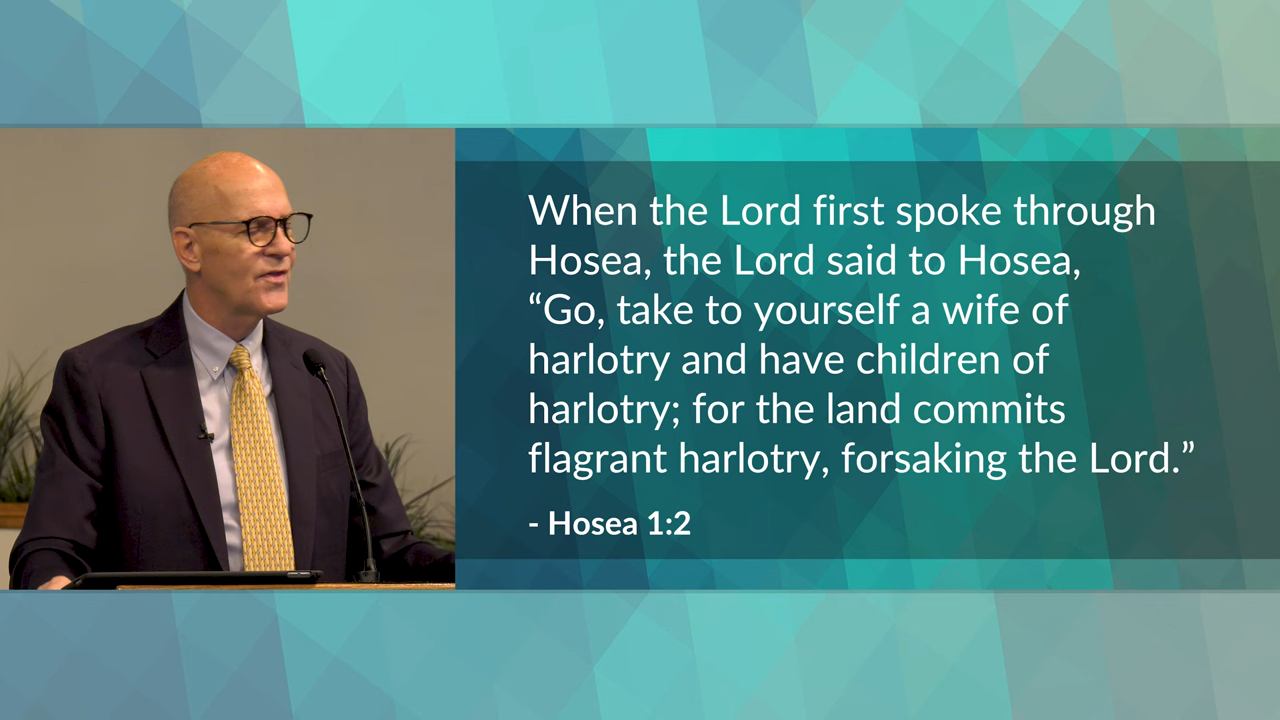 When the Lord first spoke through
Hosea, the Lord said to Hosea,
“Go, take to yourself a wife of
harlotry and have children of
harlotry; for the land commits
flagrant harlotry, forsaking the Lord.”
- Hosea 1:2